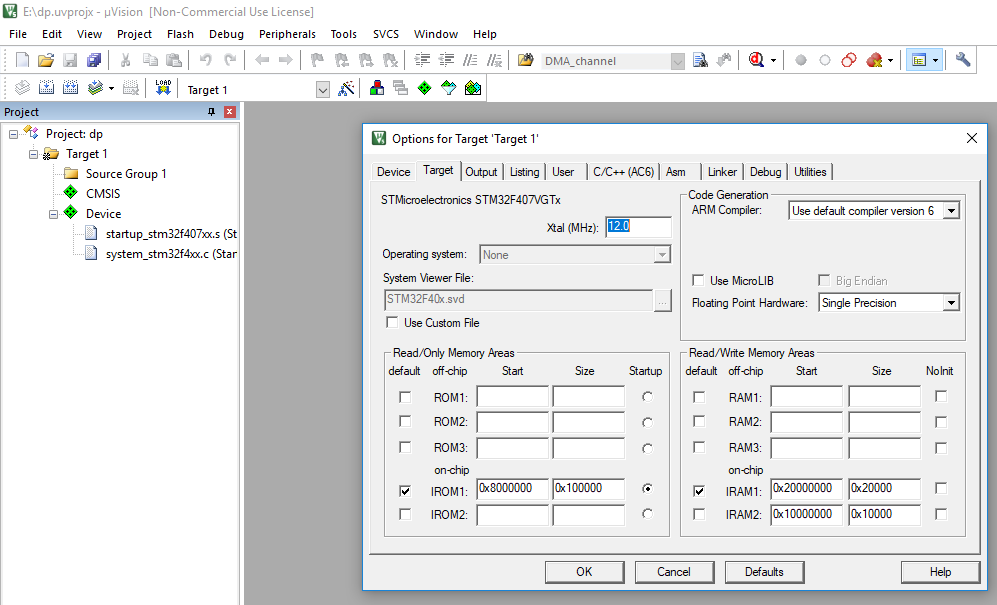 E:\dp.uvprojx - µVision [Non-Commercial Use License]
File Edit View Project Flash Debug Peripherals Tools SVCS Window Help
DMA_channel
LOAD Target 1
Project
Project: dp
Target 1
Source Group 1
CMSIS
Device
startup_stm32f407xx.s (St
system_stm32f4xx.c (Star
Options for Target 'Target 1'
Device Target Output Listing User C/C++ (AC6) Asm Linker Debug Utilities
STMicroelectronics STM32F407VGTx
Xtal (MHz): 12.0
Operating system: None
System Viewer File:
STM32F40x.svd ...
Use Custom File
Code Generation
ARM Compiler: Use default compiler version 6
Use MicroLIB Big Endian
Floating Point Hardware: Single Precision
Read/Only Memory Areas
default off-chip Start Size Startup
ROM1:
ROM2:
ROM3:
on-chip
IROM1: 0x8000000 0x100000
IROM2:
Read/Write Memory Areas
default off-chip Start Size NoInit
RAM1:
RAM2:
RAM3:
on-chip
IRAM1: 0x20000000 0x20000
IRAM2: 0x10000000 0x10000
OK Cancel Defaults Help